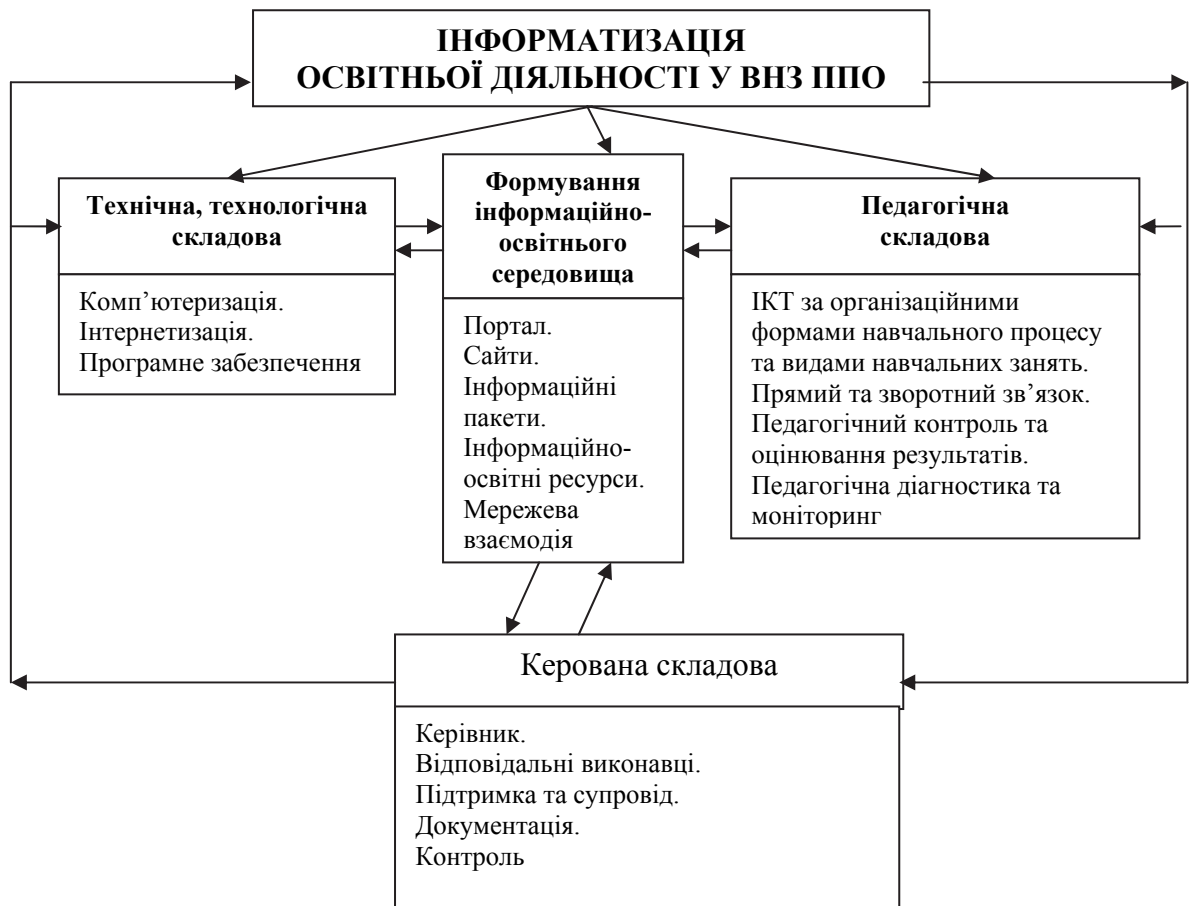 ІНФОРМАТИЗАЦІЯ
ОСВІТНЬОЇ ДІЯЛЬНОСТІ У ВНЗ ППО
Технічна, технологічна
складова
Комп’ютеризація.
Інтернетизація.
Програмне забезпечення
Формування
інформаційно-
освітнього
середовища
Портал.
Сайти.
Інформаційні
пакети.
Інформаційно-
освітні ресурси.
Мережева
взаємодія
Педагогічна
складова
ІКТ за організаційними
формами навчального процесу
та видами навчальних занять.
Прямий та зворотний зв’язок.
Педагогічний контроль та
оцінювання результатів.
Педагогічна діагностика та
моніторинг
Керована складова
Керівник.
Відповідальні виконавці.
Підтримка та супровід.
Документація.
Контроль